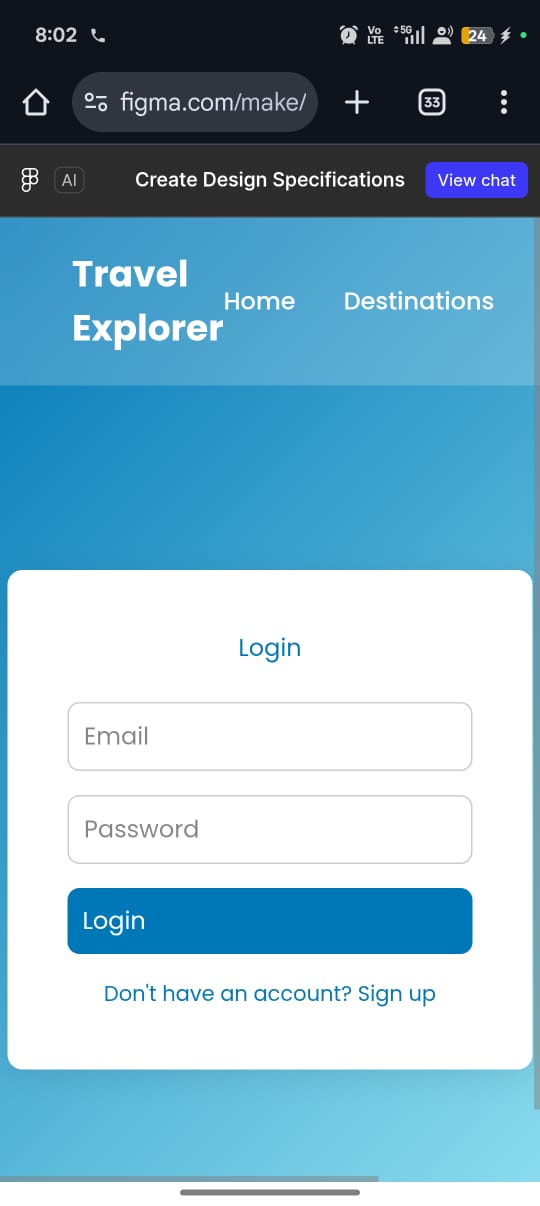 8:02
Vo
LTE
5G
24
figma.com/make/
33
AI
Create Design Specifications
View chat
Travel
Explorer
Home
Destinations
Login
Email
Password
Login
Don't have an account? Sign up